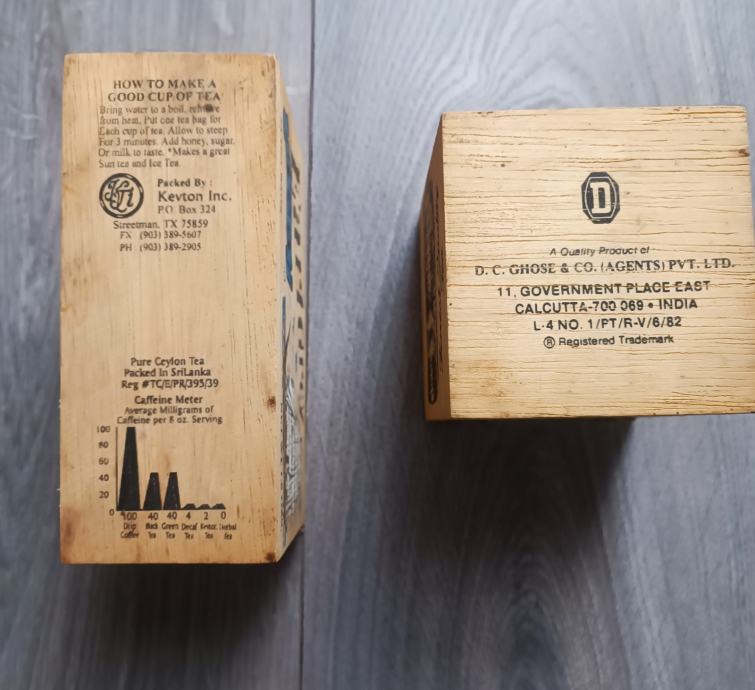 HOW TO MAKE A
GOOD CUP OF TEA
Bring water to a boil, remove
from heat. Put one tea bag for
Each cup of tea. Allow to steep
For 3 minutes. Add honey, sugar.
Or milk to taste. *Makes a great
Sun tea and Ice Tea.
Packed By :
Kevton Inc.
P.O. Box 324
Streetman, TX 75859
FX (903) 389-5607
PH : (903) 389-2905
Pure Ceylon Tea
Packed In SriLanka
Reg #TC/E/PR/395/39
Caffeine Meter
Average Milligrams of
Caffeine per 8 oz. Serving
100
80
60
40
20
0
100 40 40 4 2 0
Drip Black Green Decaf Herbal
Coffee Tea Tea Tea Tea Tea
D
A Quality Product of
D. C. GHOSE & CO. (AGENTS) PVT. LTD.
11, GOVERNMENT PLACE EAST
CALCUTTA-700 069 • INDIA
L-4 NO. 1/PT/R-V/6/82
® Registered Trademark